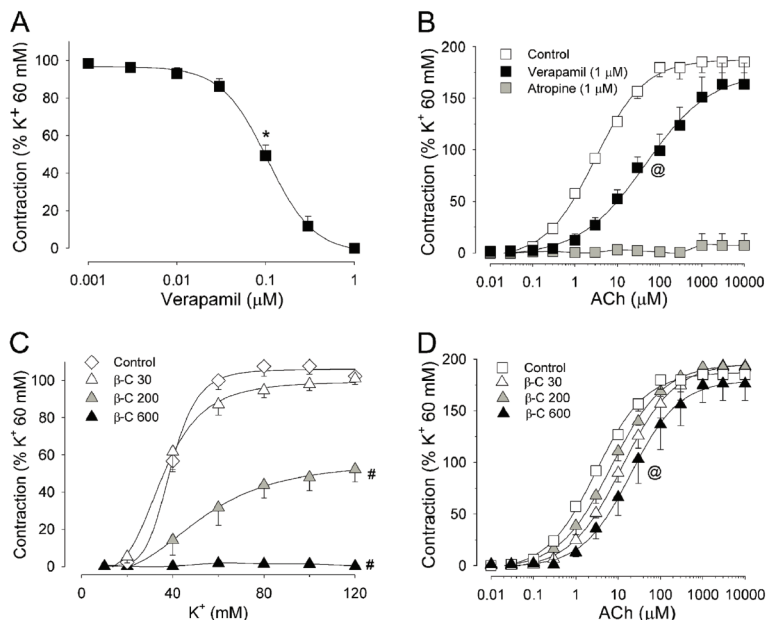 A
Contraction (% K⁺ 60 mM)
100
80
60
40
20
0
*
0.001
0.01
0.1
1
Verapamil (μM)
B
Contraction (% K⁺ 60 mM)
200
150
100
50
0
Control
Verapamil (1 μM)
Atropine (1 μM)
@
0.01
0.1
1
10
100
1000
10000
ACh (μM)
C
Contraction (% K⁺ 60 mM)
100
80
60
40
20
0
Control
β-C 30
β-C 200
β-C 600
#
#
0
20
40
60
80
100
120
K⁺ (mM)
D
Contraction (% K⁺ 60 mM)
200
150
100
50
0
Control
β-C 30
β-C 200
β-C 600
@
0.01
0.1
1
10
100
1000
10000
ACh (μM)